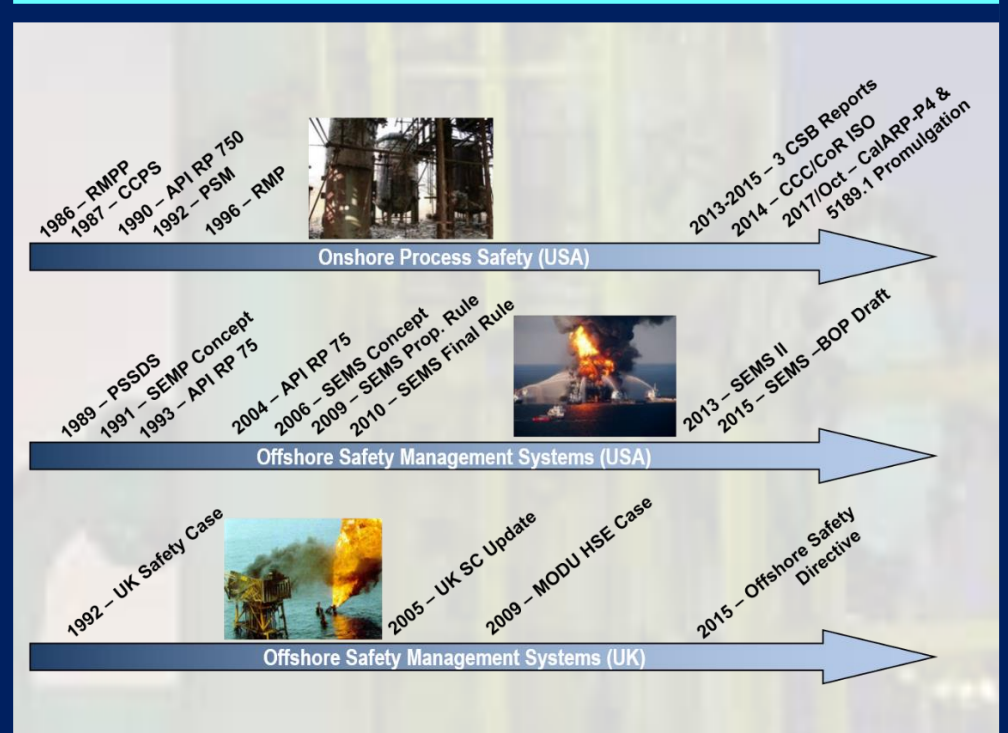 1986 – RMPP
1987 – CCPS
1990 – API RP 750
1992 – PSM
1996 – RMP
2013-2015 – 3 CSB Reports
2014 – CCC/CoR ISO
2017/Oct – CalARP-P4 &
5189.1 Promulgation
Onshore Process Safety (USA)
1989 – PSSDS
1991 – SEMP Concept
1993 – API RP 75
2004 – API RP 75
2006 – SEMS Concept
2009 – SEMS Prop. Rule
2010 – SEMS Final Rule
2013 – SEMS II
2015 – SEMS –BOP Draft
Offshore Safety Management Systems (USA)
1992 – UK Safety Case
2005 – UK SC Update
2009 – MODU HSE Case
2015 – Offshore Safety
Directive
Offshore Safety Management Systems (UK)